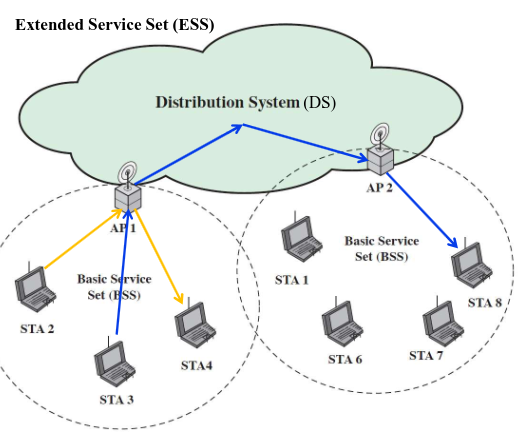 Extended Service Set (ESS)
Distribution System (DS)
AP 1
AP 2
Basic Service
Set (BSS)
Basic Service
Set (BSS)
STA 1
STA 2
STA 3
STA4
STA 6
STA 7
STA 8